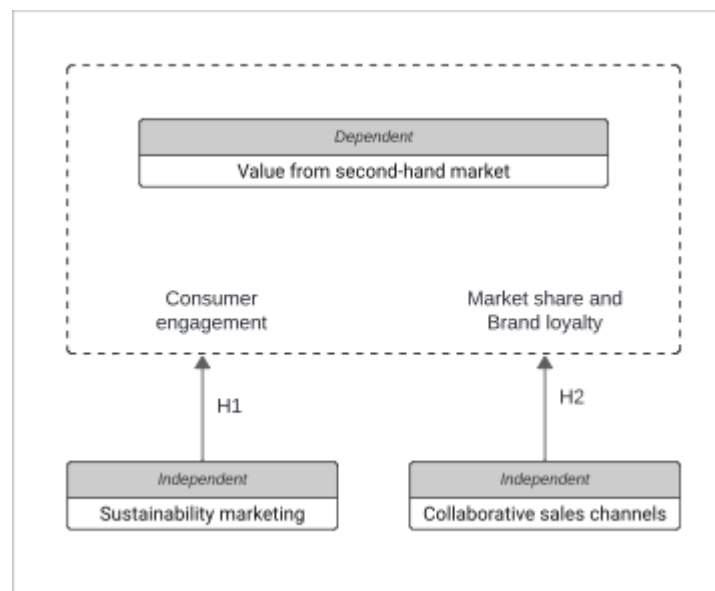 Dependent
Value from second-hand market
Consumer
engagement
Market share and
Brand loyalty
H1
H2
Independent
Sustainability marketing
Independent
Collaborative sales channels